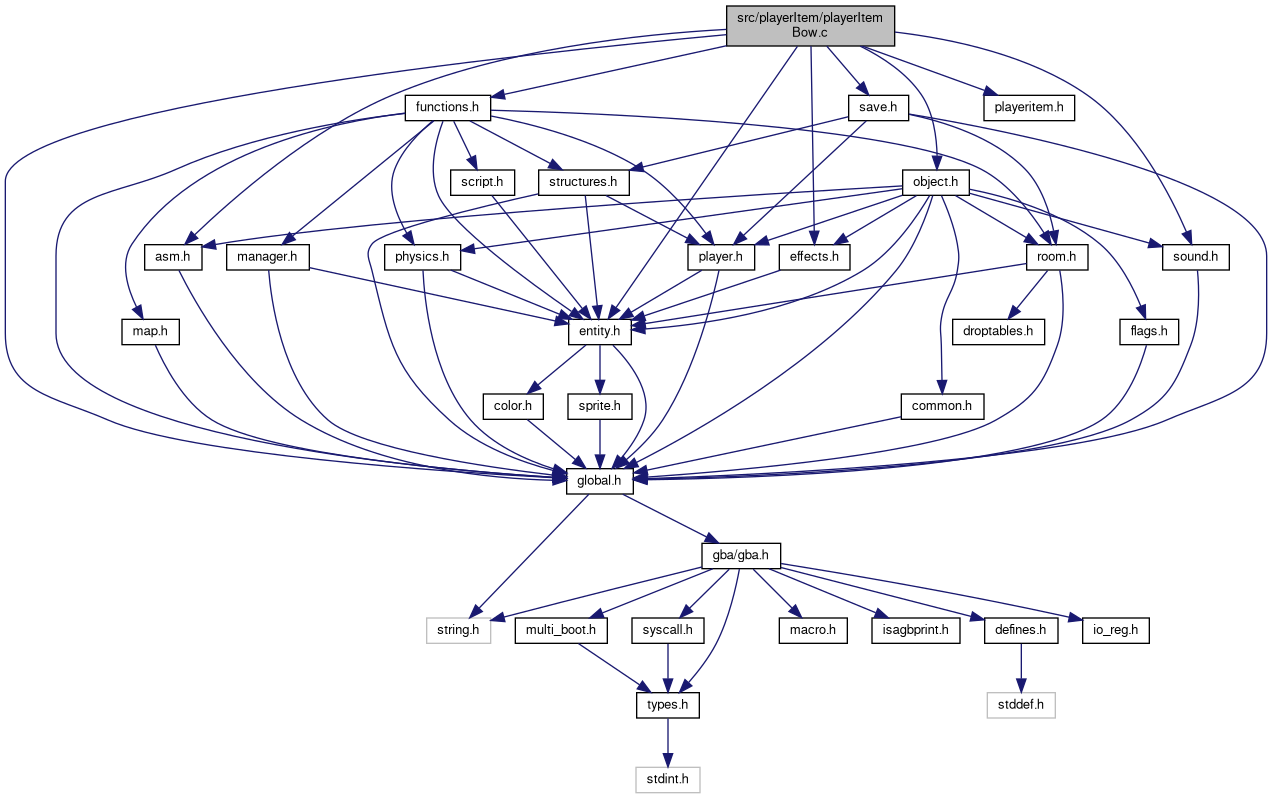 src/playerItem/playerItem
Bow.c
functions.h
save.h
playeritem.h
script.h
structures.h
object.h
asm.h
manager.h
physics.h
player.h
effects.h
room.h
sound.h
map.h
entity.h
droptables.h
flags.h
color.h
sprite.h
common.h
global.h
gba/gba.h
string.h
multi_boot.h
syscall.h
macro.h
isagbprint.h
defines.h
io_reg.h
types.h
stddef.h
stdint.h